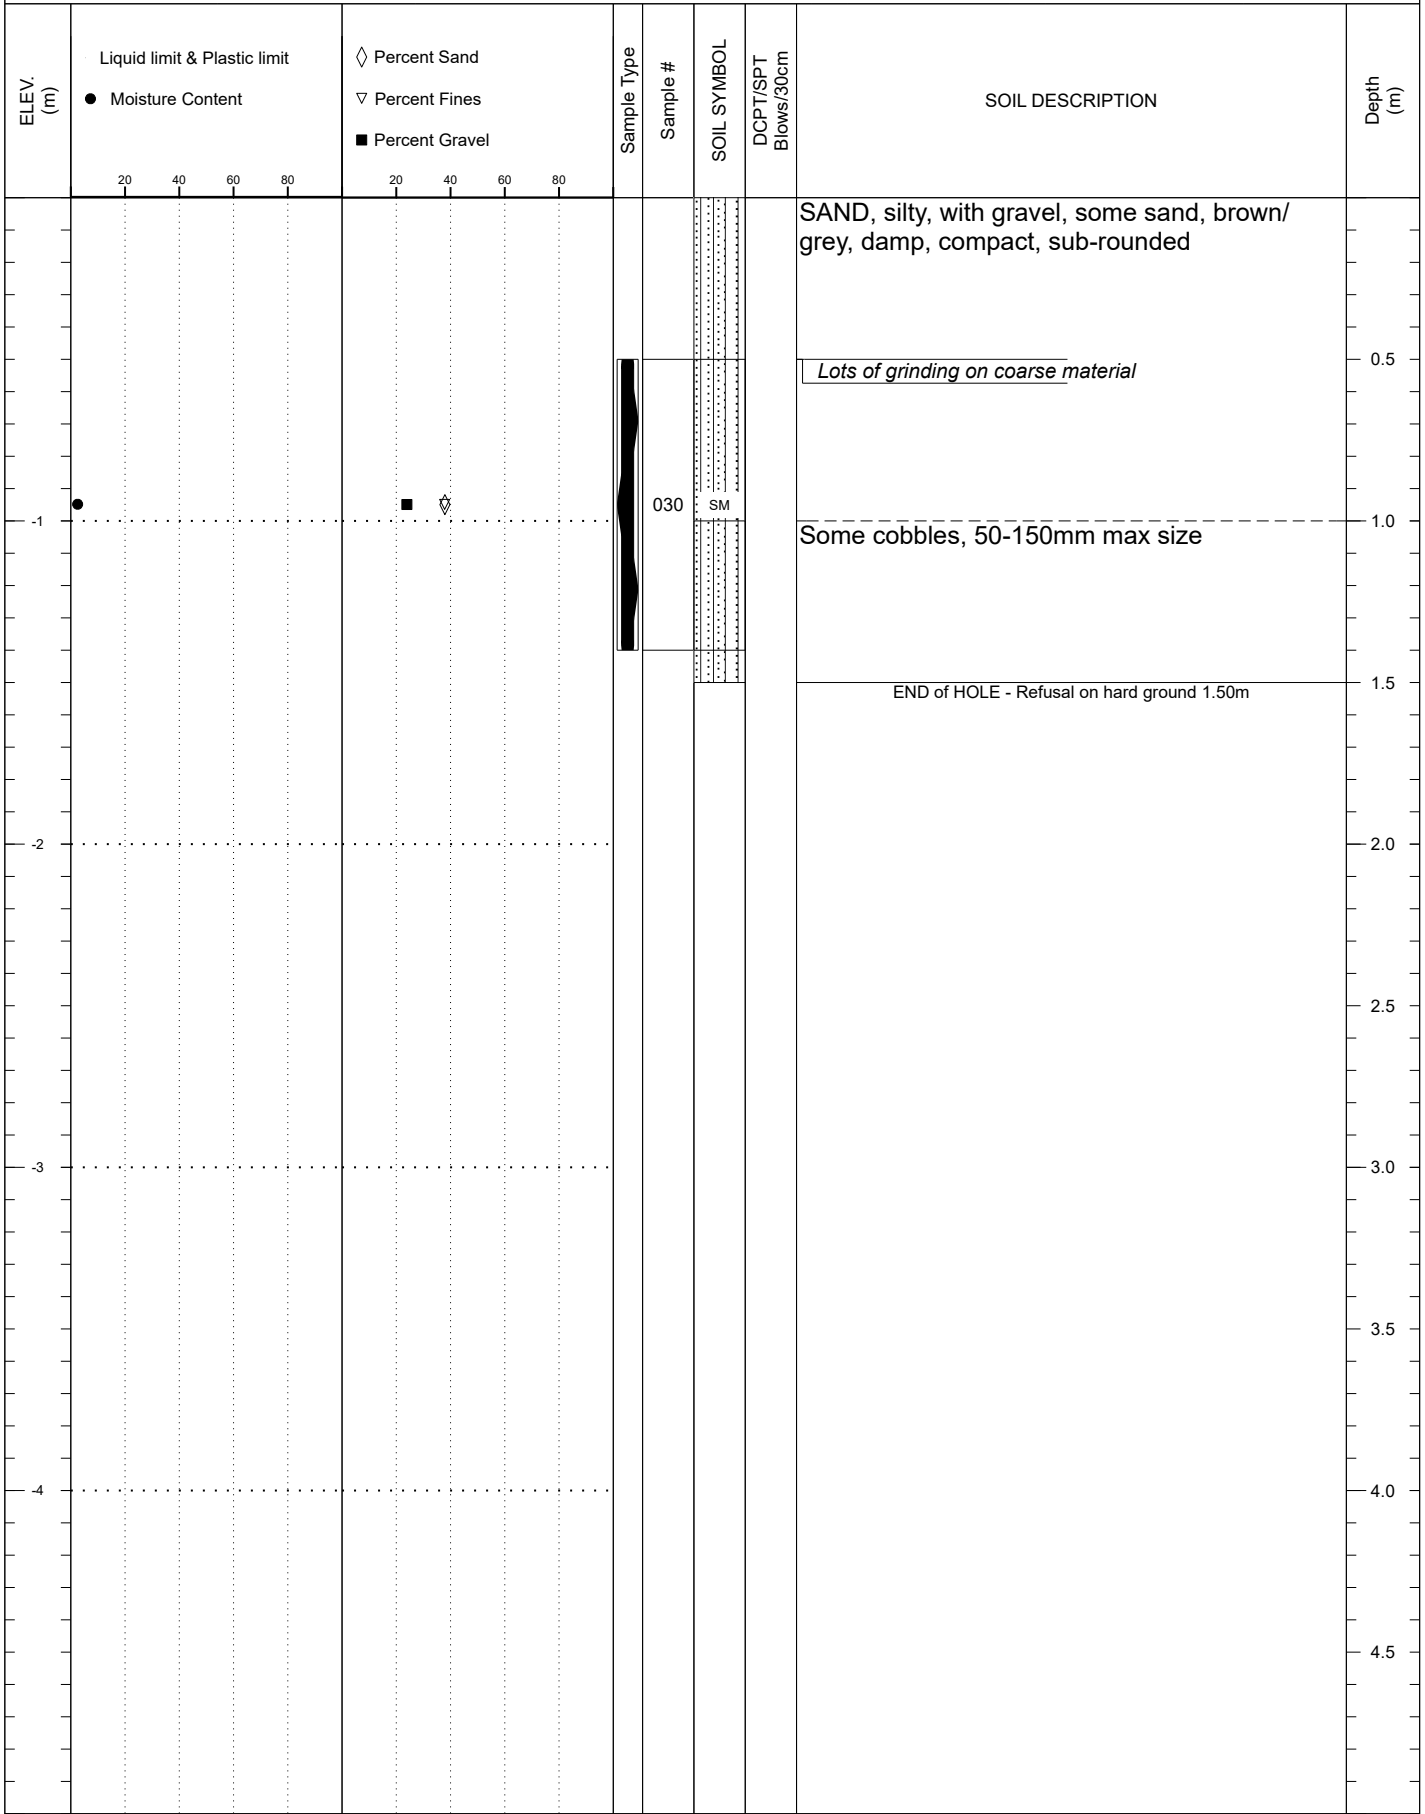 ELEV.
(m)
Liquid limit & Plastic limit
● Moisture Content
20 40 60 80
◊ Percent Sand
▽ Percent Fines
■ Percent Gravel
20 40 60 80
Sample Type
Sample #
SOIL SYMBOL
DCPT/SPT
Blows/30cm
SOIL DESCRIPTION
Depth
(m)
SAND, silty, with gravel, some sand, brown/
grey, damp, compact, sub-rounded
0.5
Lots of grinding on coarse material
030
SM
-1
1.0
Some cobbles, 50-150mm max size
1.5
END of HOLE - Refusal on hard ground 1.50m
-2
2.0
2.5
-3
3.0
3.5
-4
4.0
4.5